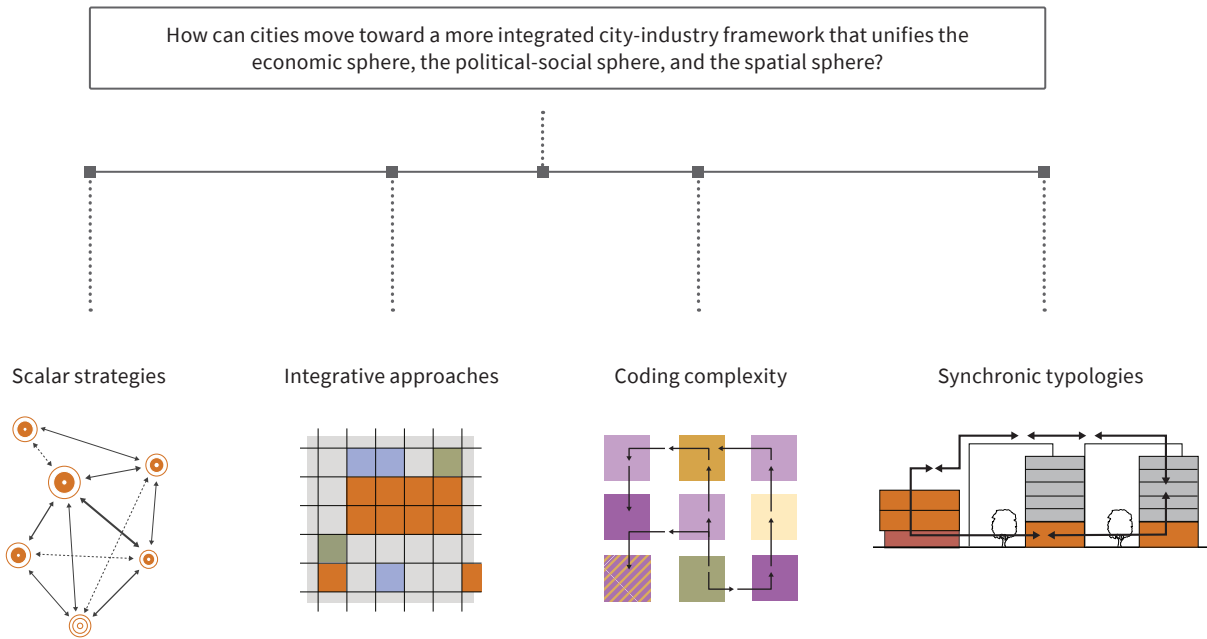 How can cities move toward a more integrated city-industry framework that unifies the
economic sphere, the political-social sphere, and the spatial sphere?
Scalar strategies
Integrative approaches
Coding complexity
Synchronic typologies